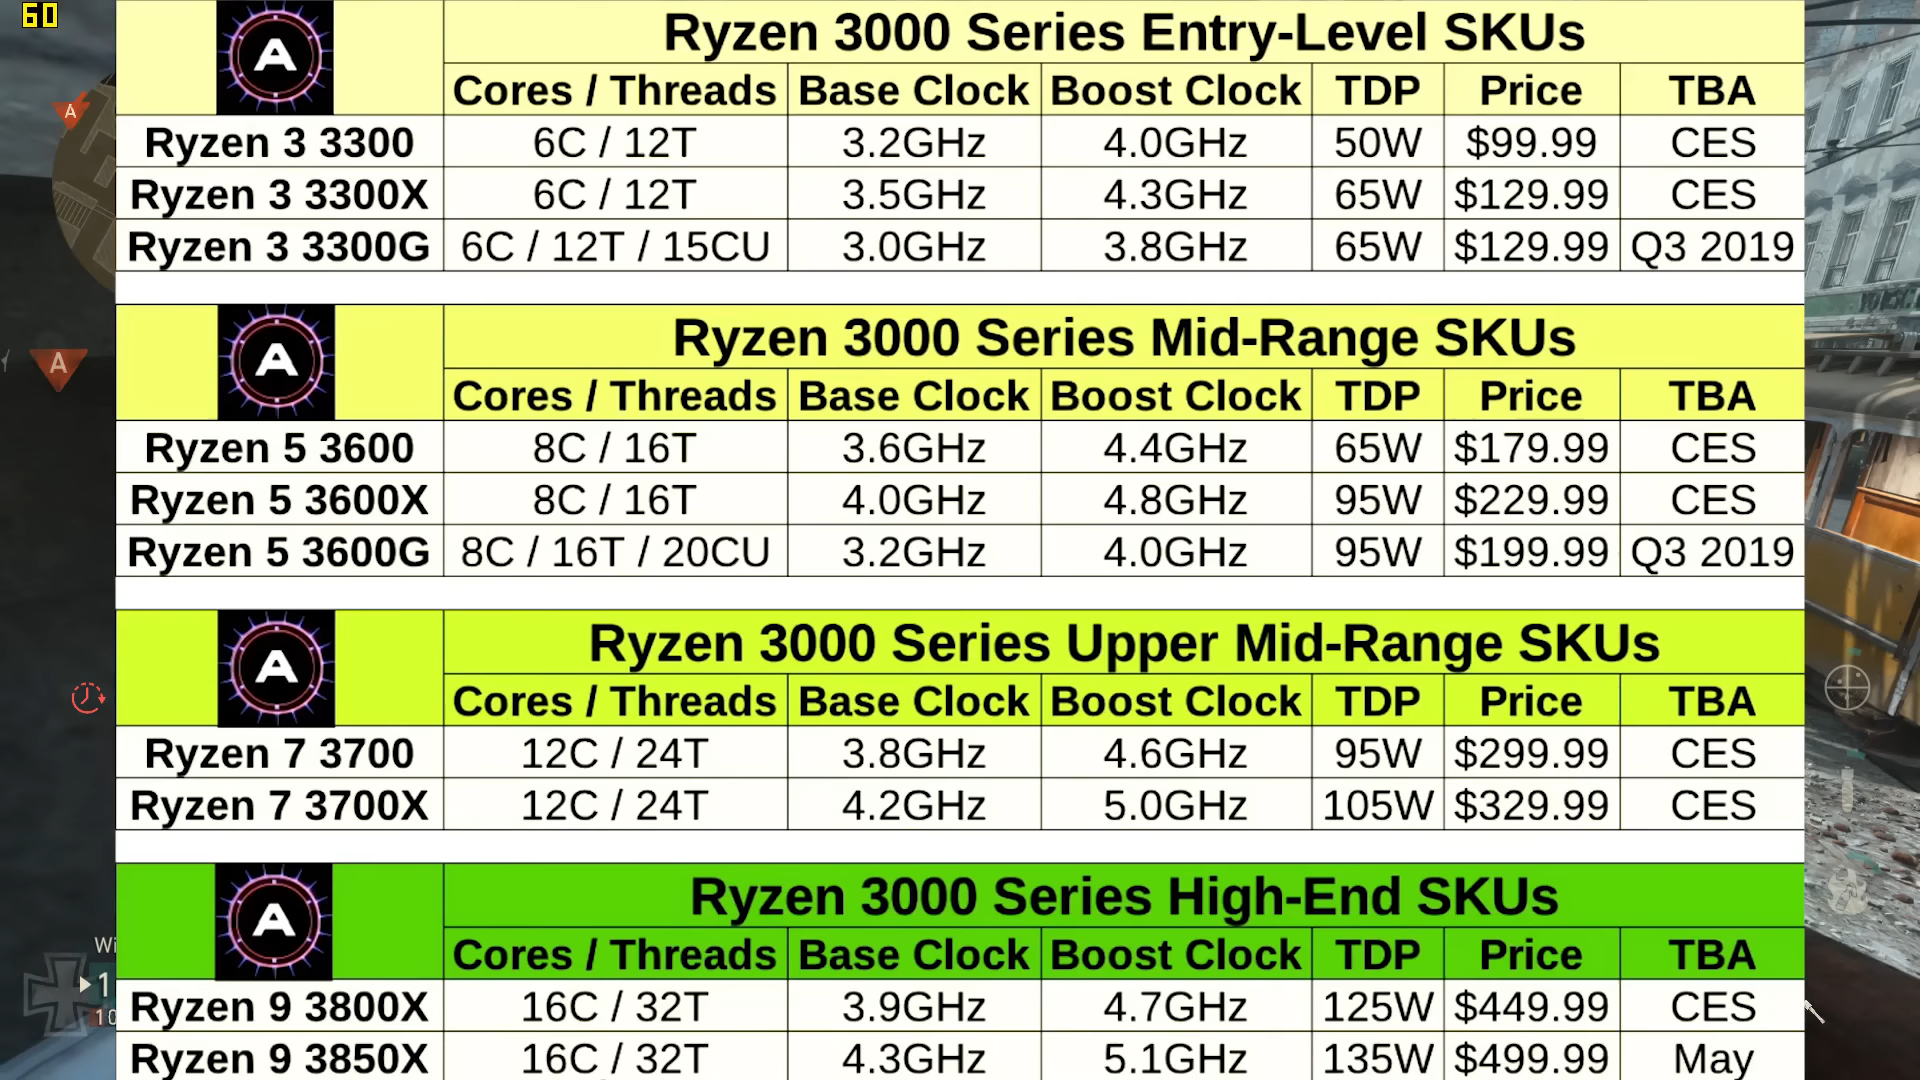 60
A
Ryzen 3000 Series Entry-Level SKUs
Cores / Threads Base Clock Boost Clock TDP Price TBA
Ryzen 3 3300 6C / 12T 3.2GHz 4.0GHz 50W $99.99 CES
Ryzen 3 3300X 6C / 12T 3.5GHz 4.3GHz 65W $129.99 CES
Ryzen 3 3300G 6C / 12T / 15CU 3.0GHz 3.8GHz 65W $129.99 Q3 2019
A
A
A
Ryzen 3000 Series Mid-Range SKUs
Cores / Threads Base Clock Boost Clock TDP Price TBA
Ryzen 5 3600 8C / 16T 3.6GHz 4.4GHz 65W $179.99 CES
Ryzen 5 3600X 8C / 16T 4.0GHz 4.8GHz 95W $229.99 CES
Ryzen 5 3600G 8C / 16T / 20CU 3.2GHz 4.0GHz 95W $199.99 Q3 2019
A
Ryzen 3000 Series Upper Mid-Range SKUs
Cores / Threads Base Clock Boost Clock TDP Price TBA
Ryzen 7 3700 12C / 24T 3.8GHz 4.6GHz 95W $299.99 CES
Ryzen 7 3700X 12C / 24T 4.2GHz 5.0GHz 105W $329.99 CES
A
Ryzen 3000 Series High-End SKUs
Cores / Threads Base Clock Boost Clock TDP Price TBA
Ryzen 9 3800X 16C / 32T 3.9GHz 4.7GHz 125W $449.99 CES
Ryzen 9 3850X 16C / 32T 4.3GHz 5.1GHz 135W $499.99 May
Wi
1
10